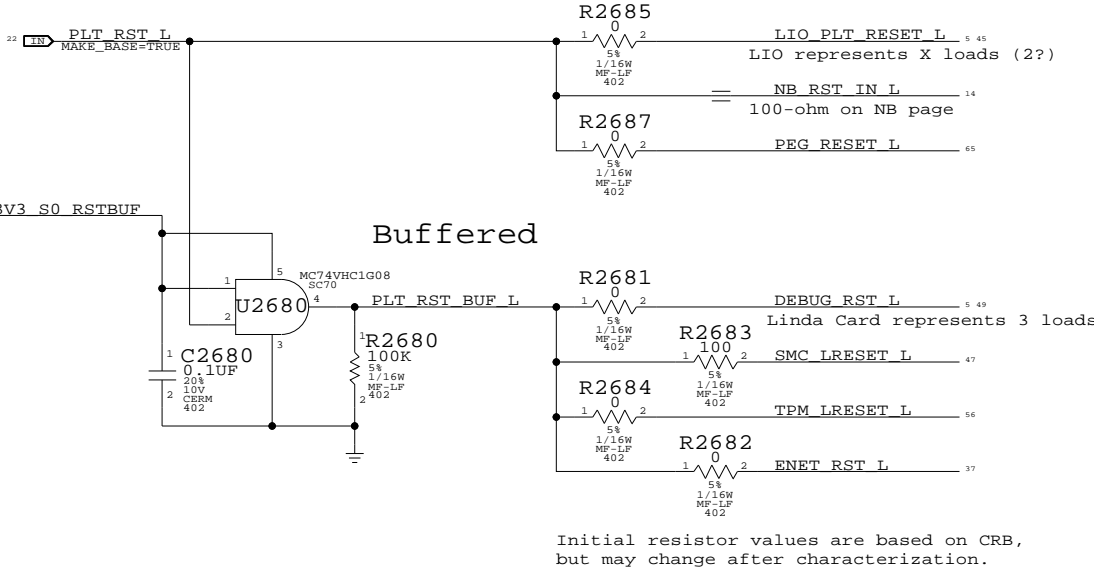 R2685
0
1 2
5%
1/16W
MF-LF
402
22 IN PLT_RST_L
MAKE_BASE=TRUE
LIO_PLT_RESET_L 5 45
LIO represents X loads (2?)
NB_RST_IN_L 14
100-ohm on NB page
R2687
0
1 2
5%
1/16W
MF-LF
402
PEG_RESET_L 65
3V3_S0_RSTBUF
Buffered
5 MC74VHC1G08
SC70
1
U2680
2
4
3
PLT_RST_BUF_L
R2681
0
1 2
5%
1/16W
MF-LF
402
DEBUG_RST_L 5 49
Linda Card represents 3 loads
1 C2680
0.1UF
20%
10V
2 CERM
402
1 R2680
100K
5%
1/16W
MF-LF
2 402
R2683
100
1 2
5%
1/16W
MF-LF
402
SMC_LRESET_L 47
R2684
0
1 2
5%
1/16W
MF-LF
402
TPM_LRESET_L 56
R2682
0
1 2
5%
1/16W
MF-LF
402
ENET_RST_L 37
Initial resistor values are based on CRB,
but may change after characterization.